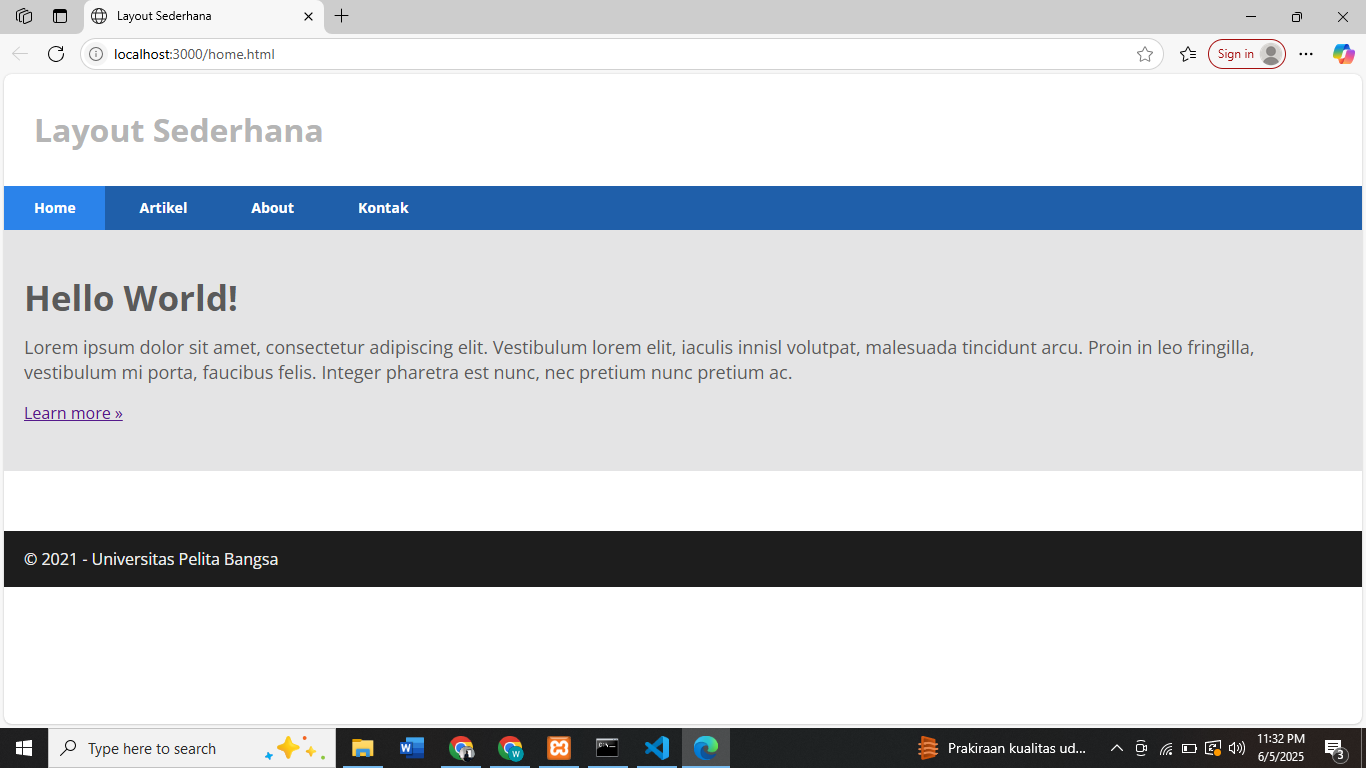 Layout Sederhana
localhost:3000/home.html
Sign in
Layout Sederhana
Home Artikel About Kontak
Hello World!
Lorem ipsum dolor sit amet, consectetur adipiscing elit. Vestibulum lorem elit, iaculis innisl volutpat, malesuada tincidunt arcu. Proin in leo fringilla,
vestibulum mi porta, faucibus felis. Integer pharetra est nunc, nec pretium nunc pretium ac.
Learn more »
© 2021 - Universitas Pelita Bangsa
Type here to search
Prakiraan kualitas ud...
11:32 PM
6/5/2025
3